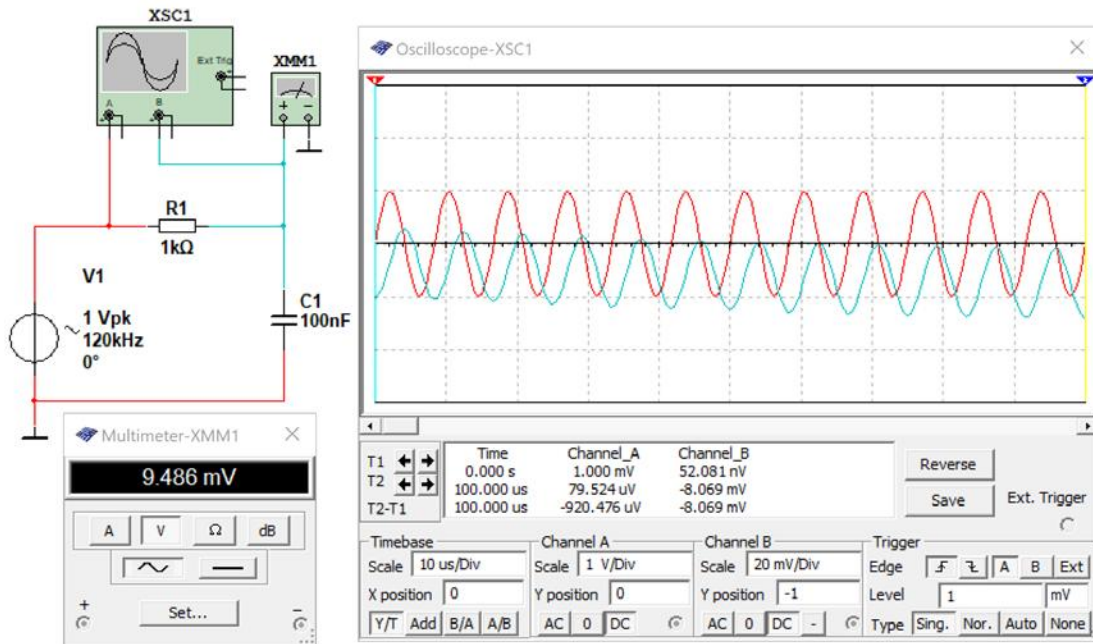 XSC1
Ext Trig
+
A
B
XMM1
R1
1kΩ
V1
1 Vpk
120kHz
0°
C1
100nF
Multimeter-XMM1
9.486 mV
A V Ω dB
+ Set... −
Oscilloscope-XSC1
Time Channel_A Channel_B
T1 0.000 s 1.000 mV 52.081 nV
T2 100.000 us 79.524 uV -8.069 mV
T2-T1 100.000 us -920.476 uV -8.069 mV
Reverse
Save
Ext. Trigger
Timebase
Scale 10 us/Div
X position 0
Y/T Add B/A A/B
Channel A
Scale 1 V/Div
Y position 0
AC 0 DC
Channel B
Scale 20 mV/Div
Y position -1
AC 0 DC -
Trigger
Edge A B Ext
Level 1 mV
Type Sing. Nor. Auto None